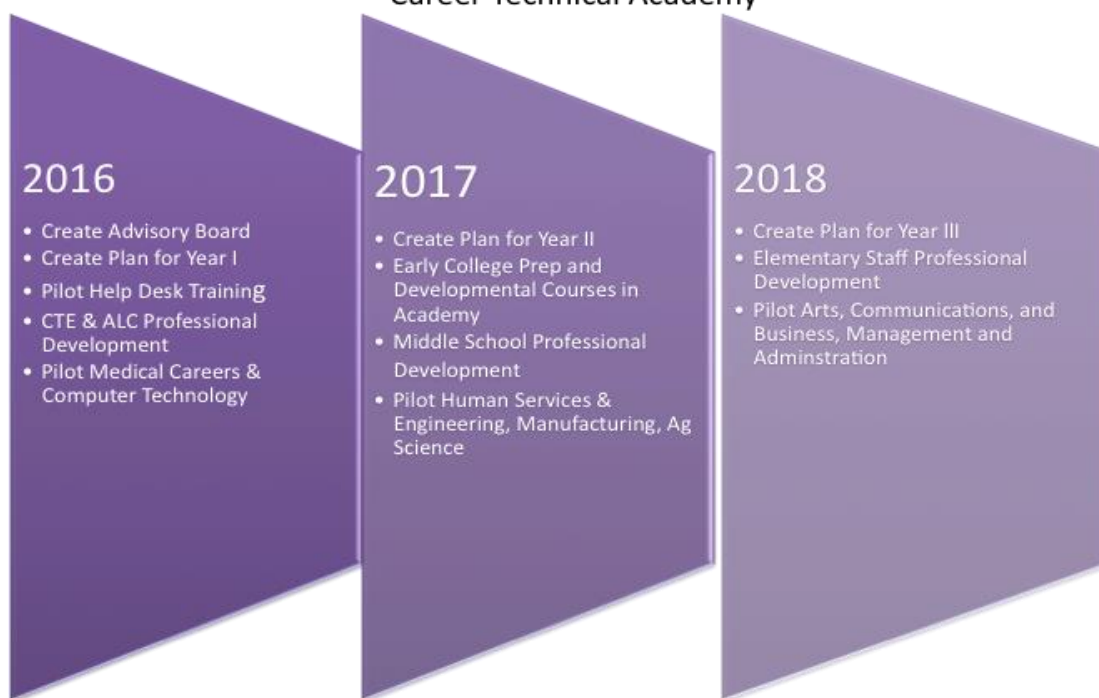 Career Technical Academy
2016
• Create Advisory Board
• Create Plan for Year I
• Pilot Help Desk Training
• CTE & ALC Professional
Development
• Pilot Medical Careers &
Computer Technology
2017
• Create Plan for Year II
• Early College Prep and
Developmental Courses in
Academy
• Middle School Professional
Development
• Pilot Human Services &
Engineering, Manufacturing, Ag
Science
2018
• Create Plan for Year III
• Elementary Staff Professional
Development
• Pilot Arts, Communications, and
Business, Management and
Adminstration